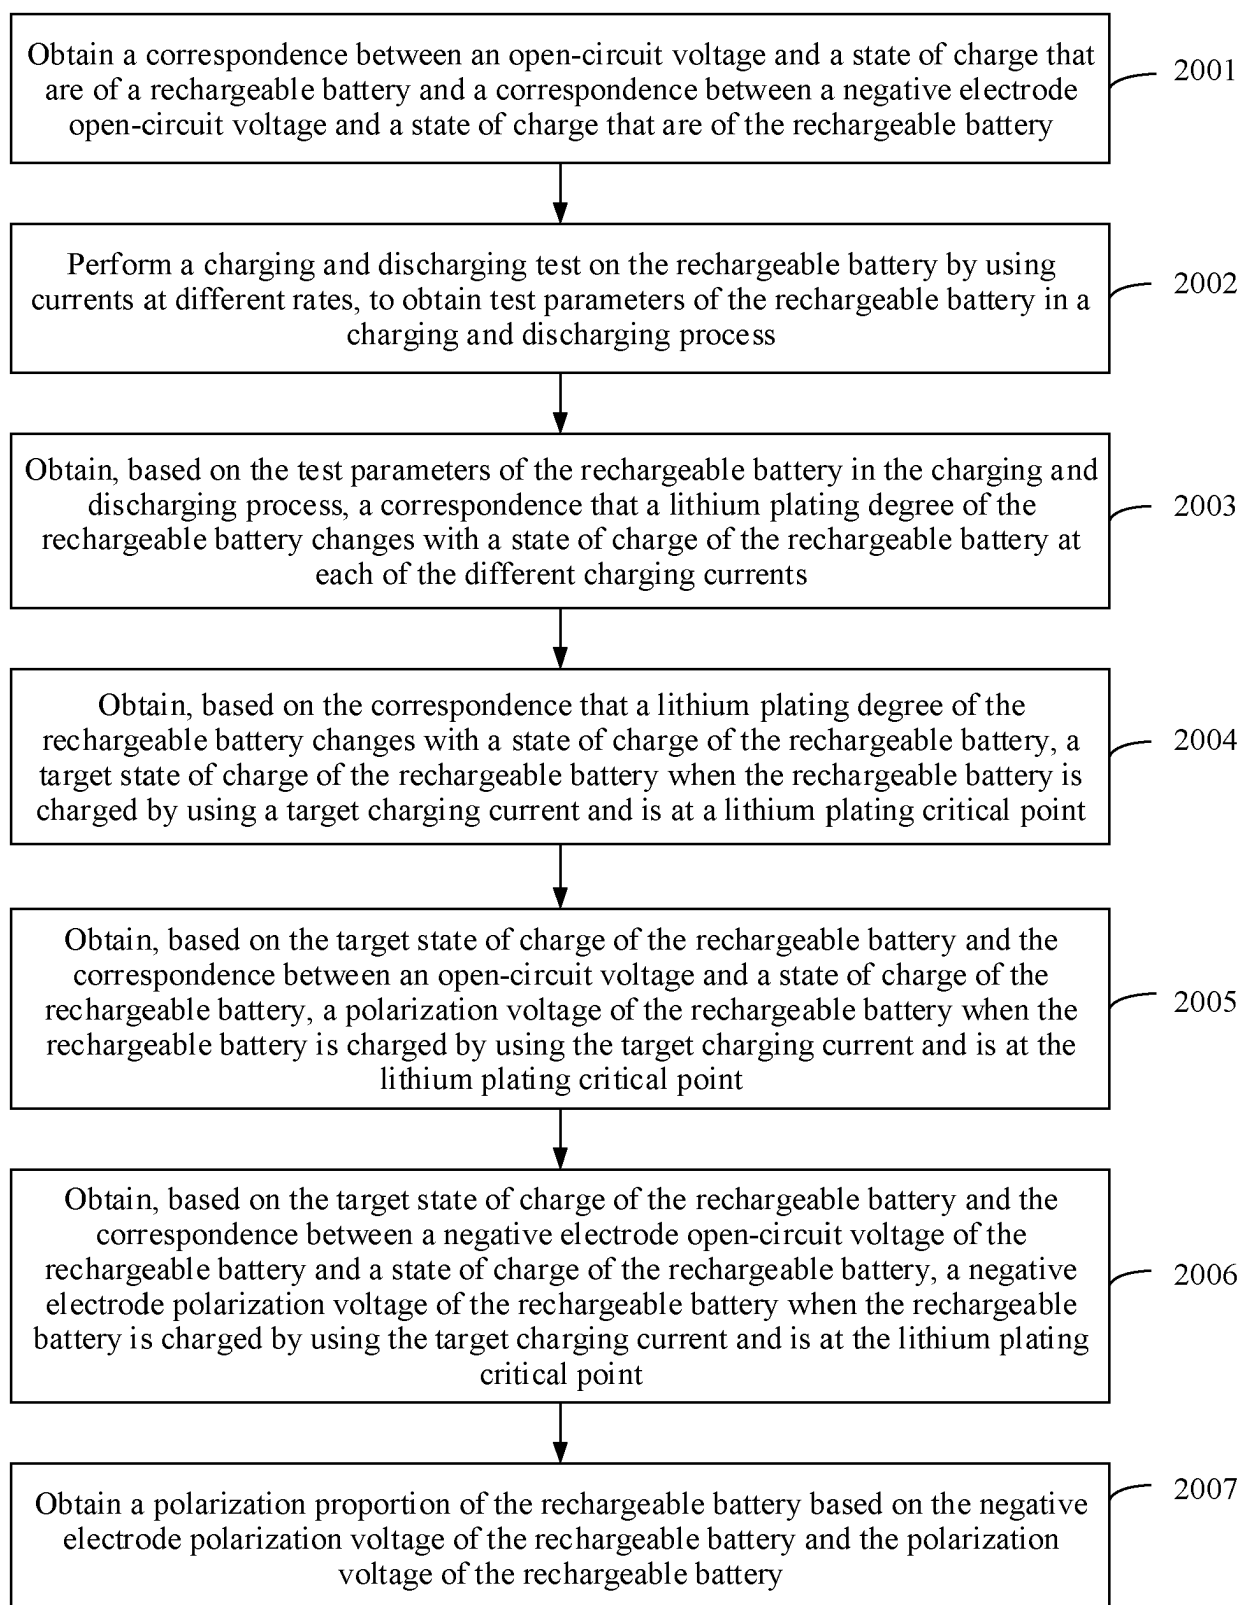 Obtain a correspondence between an open-circuit voltage and a state of charge that
are of a rechargeable battery and a correspondence between a negative electrode
open-circuit voltage and a state of charge that are of the rechargeable battery
2001
Perform a charging and discharging test on the rechargeable battery by using
currents at different rates, to obtain test parameters of the rechargeable battery in a
charging and discharging process
2002
Obtain, based on the test parameters of the rechargeable battery in the charging and
discharging process, a correspondence that a lithium plating degree of the
rechargeable battery changes with a state of charge of the rechargeable battery at
each of the different charging currents
2003
Obtain, based on the correspondence that a lithium plating degree of the
rechargeable battery changes with a state of charge of the rechargeable battery, a
target state of charge of the rechargeable battery when the rechargeable battery is
charged by using a target charging current and is at a lithium plating critical point
2004
Obtain, based on the target state of charge of the rechargeable battery and the
correspondence between an open-circuit voltage and a state of charge of the
rechargeable battery, a polarization voltage of the rechargeable battery when the
rechargeable battery is charged by using the target charging current and is at the
lithium plating critical point
2005
Obtain, based on the target state of charge of the rechargeable battery and the
correspondence between a negative electrode open-circuit voltage of the
rechargeable battery and a state of charge of the rechargeable battery, a negative
electrode polarization voltage of the rechargeable battery when the rechargeable
battery is charged by using the target charging current and is at the lithium plating
critical point
2006
Obtain a polarization proportion of the rechargeable battery based on the negative
electrode polarization voltage of the rechargeable battery and the polarization
voltage of the rechargeable battery
2007